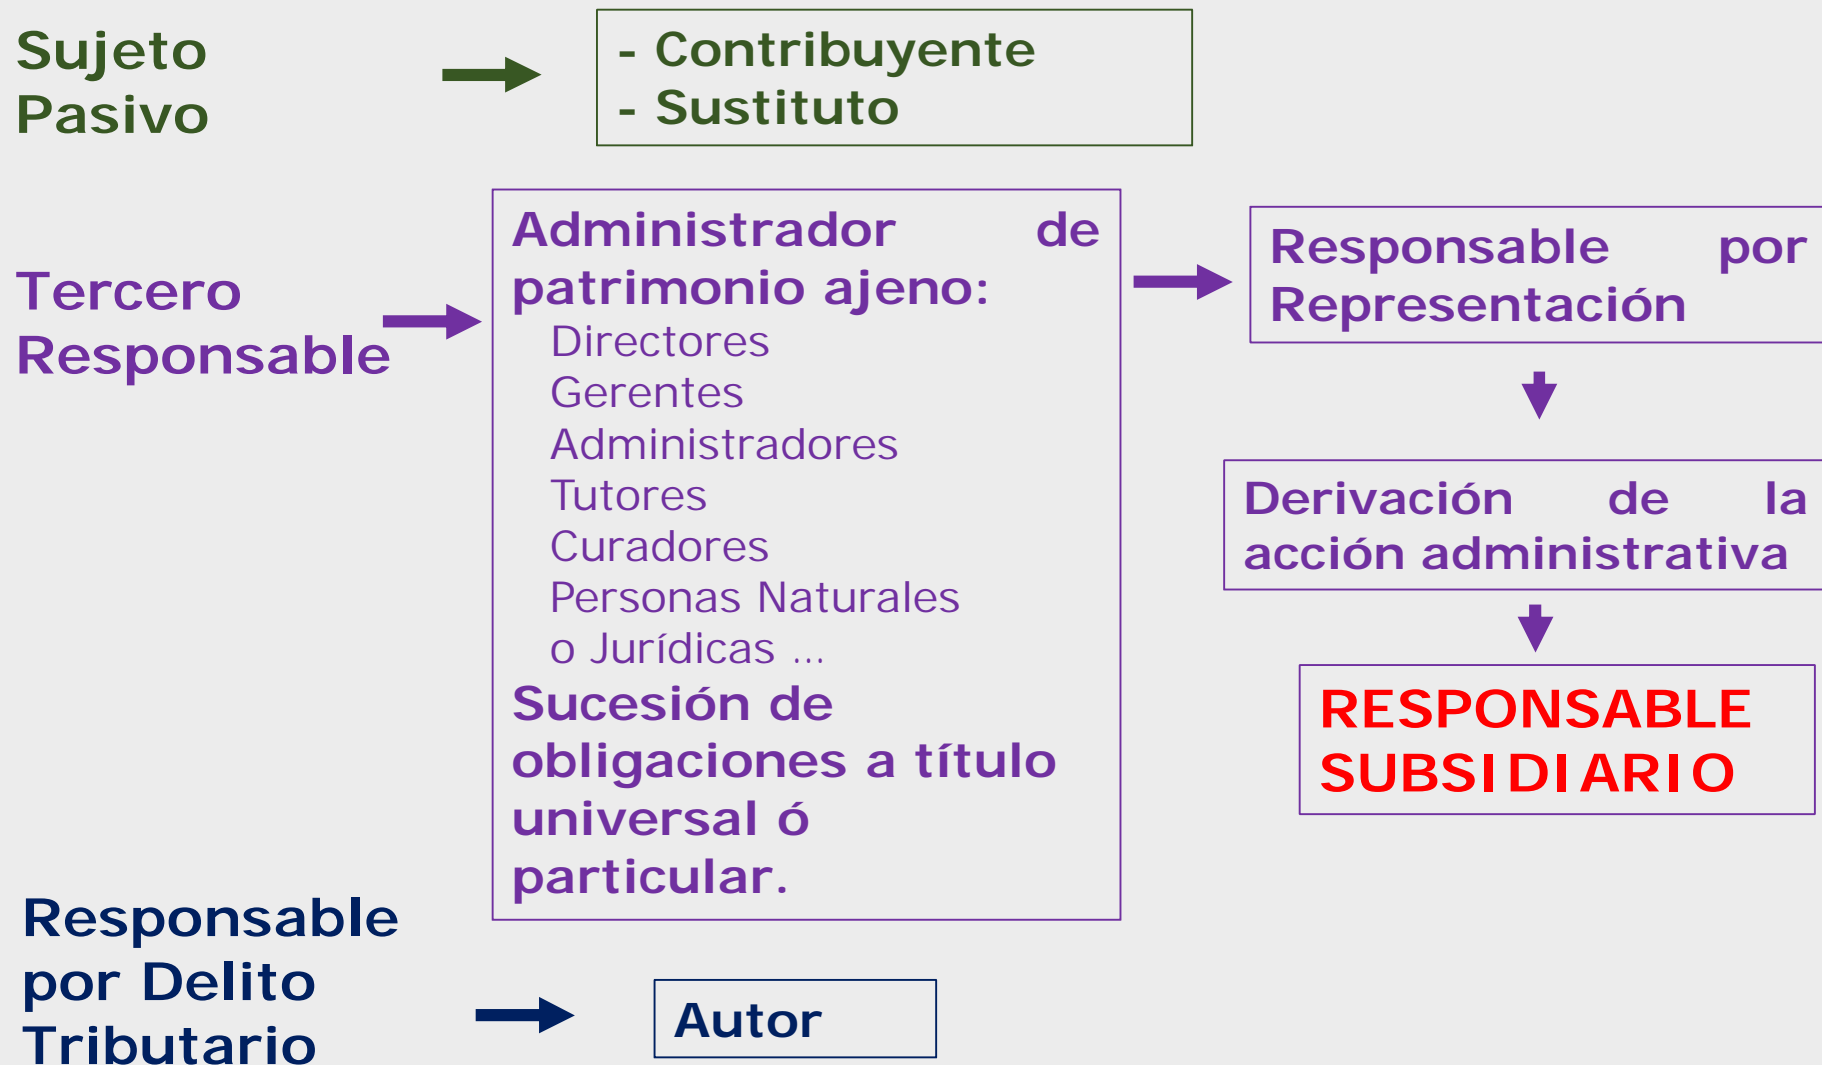 Sujeto
Pasivo
- Contribuyente
- Sustituto
Tercero
Responsable
Administrador de
patrimonio ajeno:
Directores
Gerentes
Administradores
Tutores
Curadores
Personas Naturales
o Jurídicas ...
Sucesión de
obligaciones a título
universal ó
particular.
Responsable por
Representación
Derivación de la
acción administrativa
RESPONSABLE
SUBSIDIARIO
Responsable
por Delito
Tributario
Autor